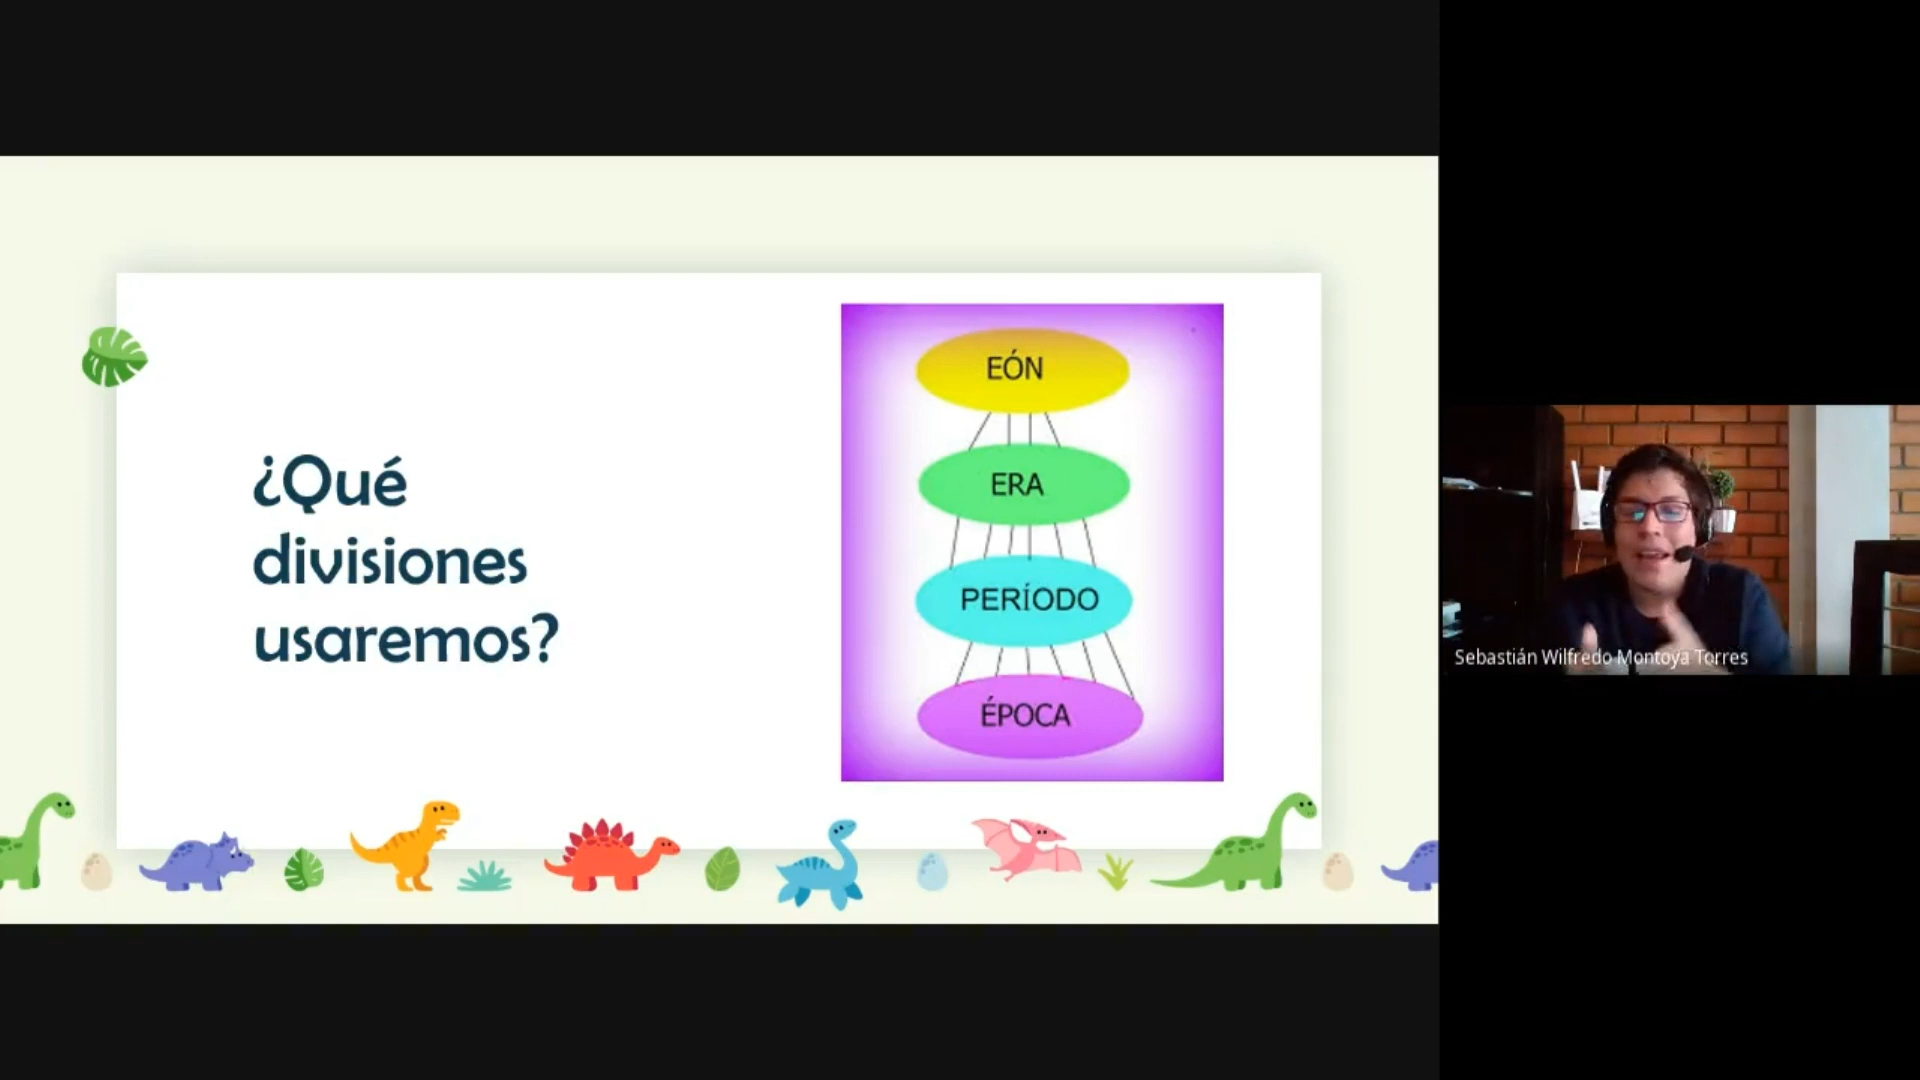 ¿Qué
divisiones
usaremos?
EÓN
ERA
PERÍODO
ÉPOCA
Sebastián Wilfredo Montoya Torres